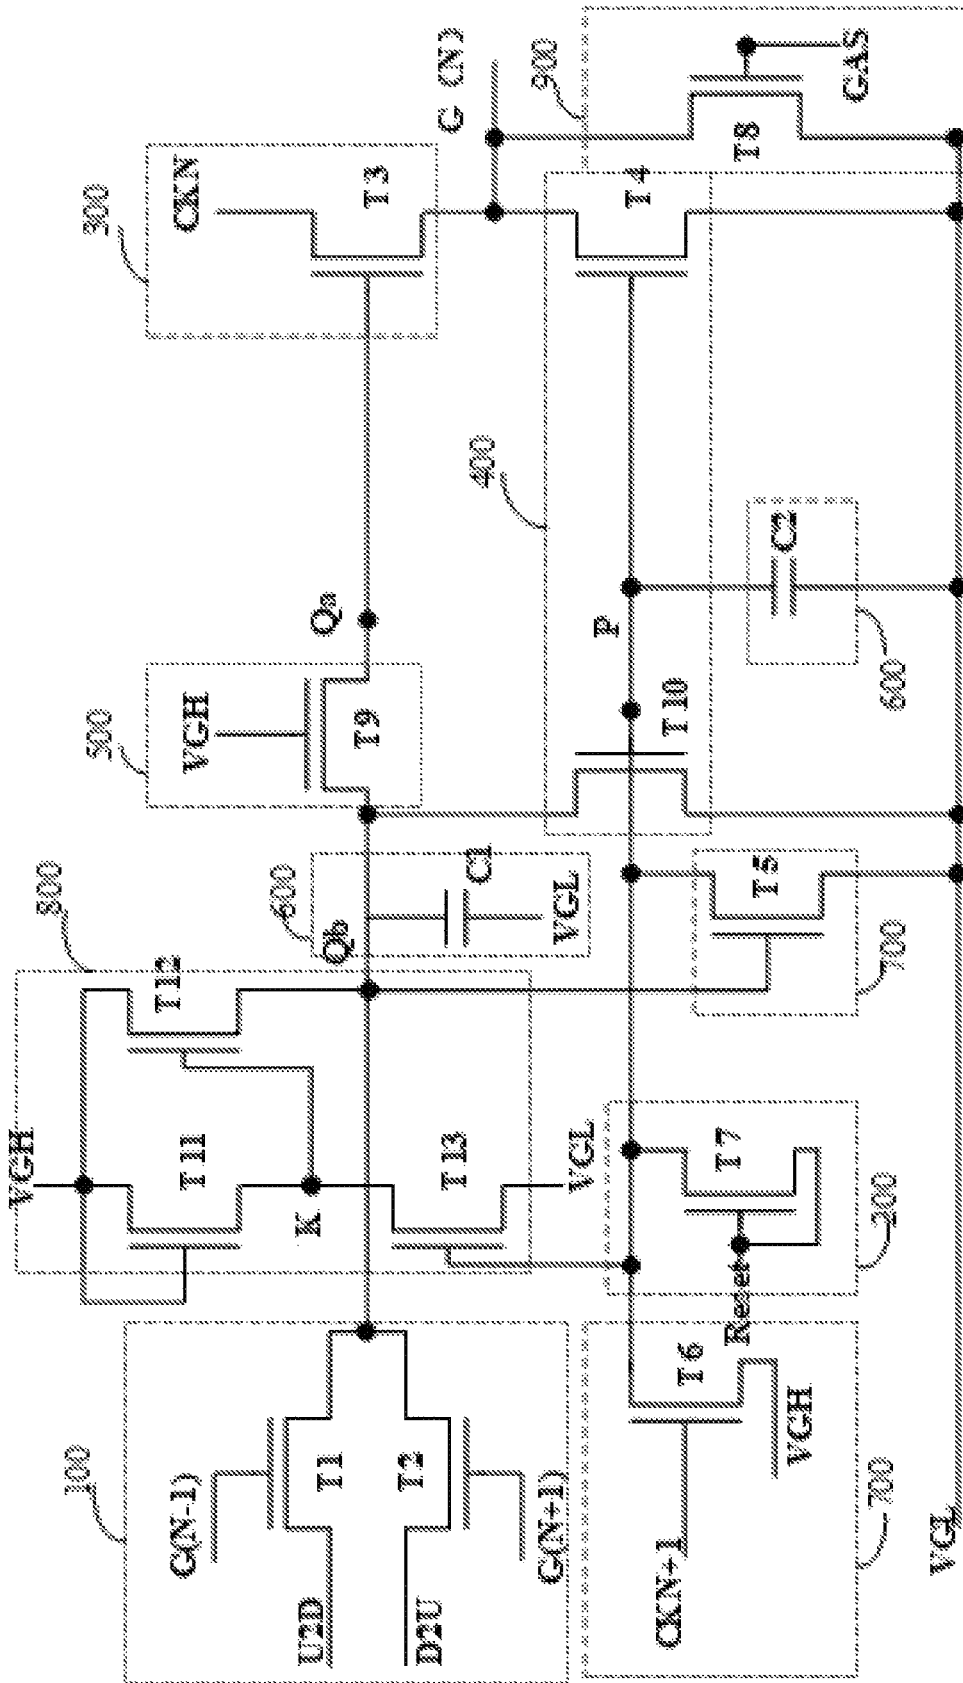 300
CKN
T3
G (N)
900
GAS
T8
T4
400
500
VGH
T9
Qa
P
T10
C2
600
800
VGH
T11
T12
K
T13
VGL
600
Qb
C1
VGL
T5
700
100
G(N-1)
U2D
T1
T2
D2U
G(N+1)
CKN+1
T6
VGH
700
Reset
T7
200
VGL